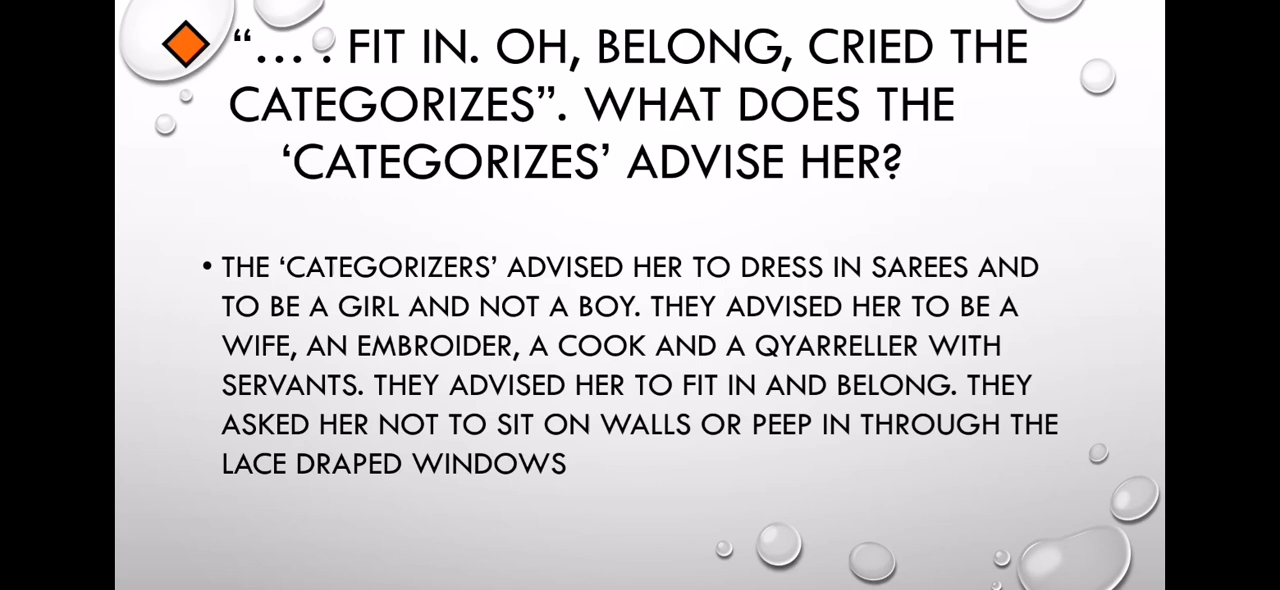 “... . FIT IN. OH, BELONG, CRIED THE
CATEGORIZES”. WHAT DOES THE
‘CATEGORIZES’ ADVISE HER?
• THE ‘CATEGORIZERS’ ADVISED HER TO DRESS IN SAREES AND
TO BE A GIRL AND NOT A BOY. THEY ADVISED HER TO BE A
WIFE, AN EMBROIDER, A COOK AND A QYARRELLER WITH
SERVANTS. THEY ADVISED HER TO FIT IN AND BELONG. THEY
ASKED HER NOT TO SIT ON WALLS OR PEEP IN THROUGH THE
LACE DRAPED WINDOWS